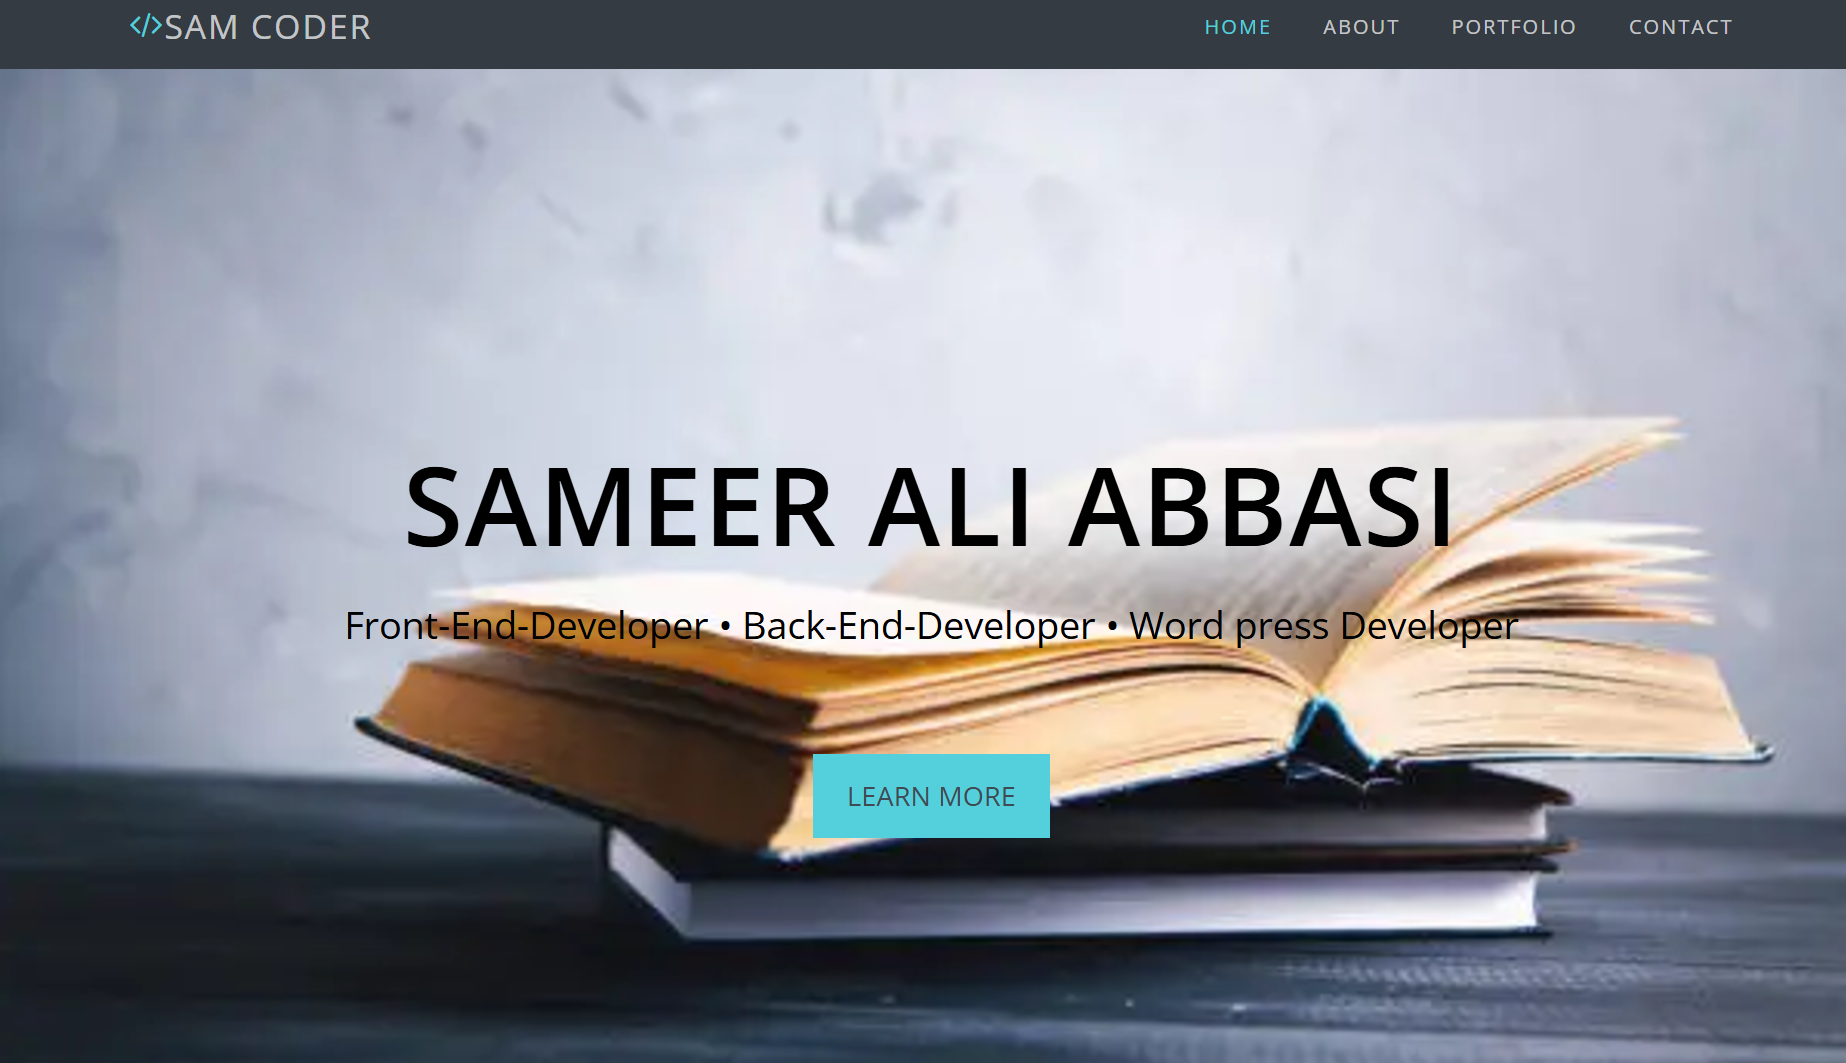 </>SAM CODER
HOME ABOUT PORTFOLIO CONTACT
SAMEER ALI ABBASI
Front-End-Developer • Back-End-Developer • Word press Developer
LEARN MORE